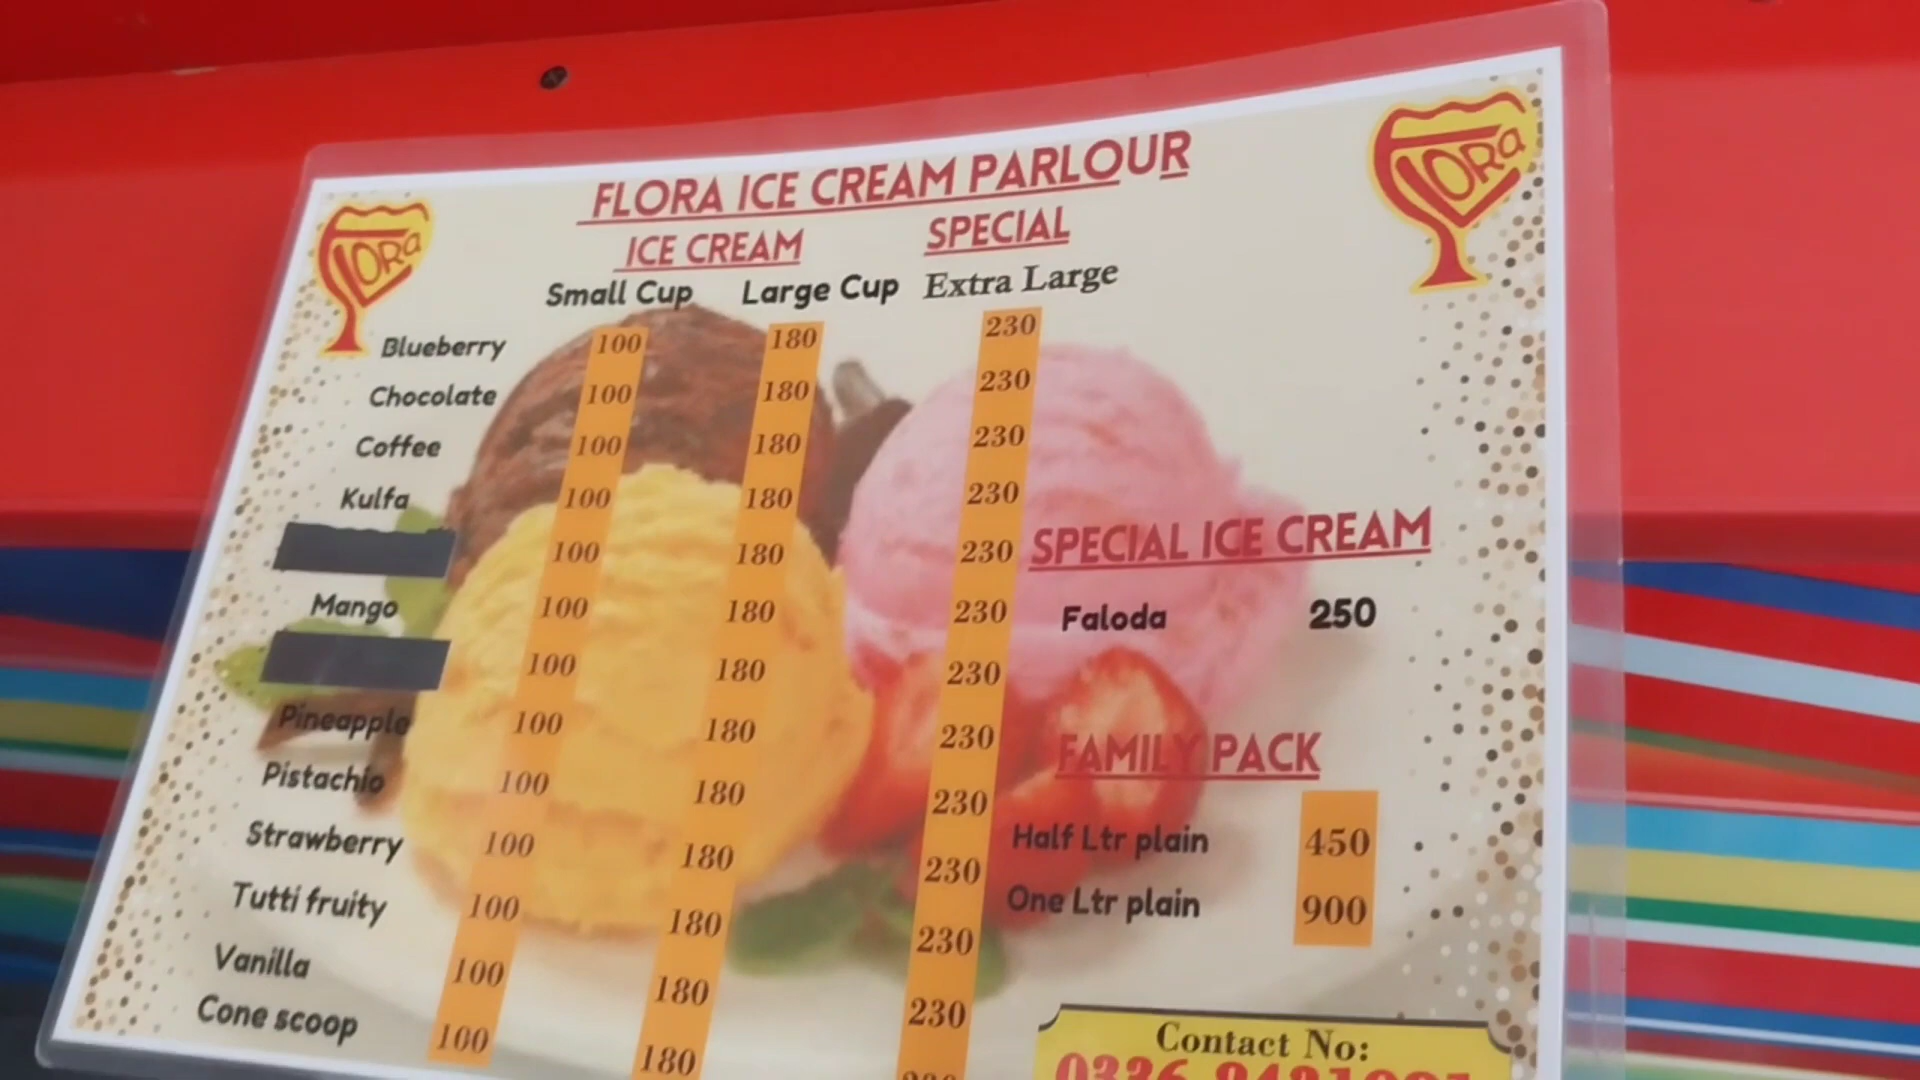 FLORA ICE CREAM PARLOUR
FLORa
FLORa
ICE CREAM SPECIAL
Small Cup Large Cup Extra Large
Blueberry 100 180 230
Chocolate 100 180 230
Coffee 100 180 230
Kulfa 100 180 230
100 180 230
Mango 100 180 230
100 180 230
Pineapple 100 180 230
Pistachio 100 180 230
Strawberry 100 180 230
Tutti fruity 100 180 230
Vanilla 100 180 230
Cone scoop 100 180
SPECIAL ICE CREAM
Faloda 250
FAMILY PACK
Half Ltr plain 450
One Ltr plain 900
Contact No: